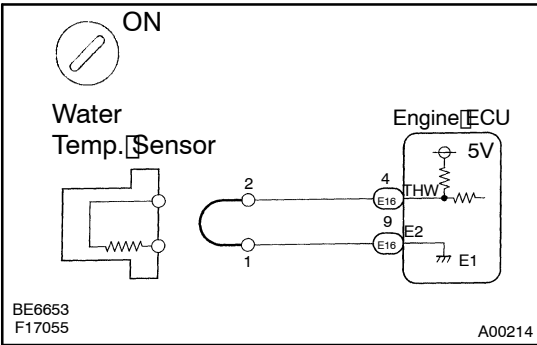 ON
Water
Temp. Sensor
Engine ECU
5V
2
4
E16
THW
9
E16
E2
1
E1
BE6653
F17055
A00214